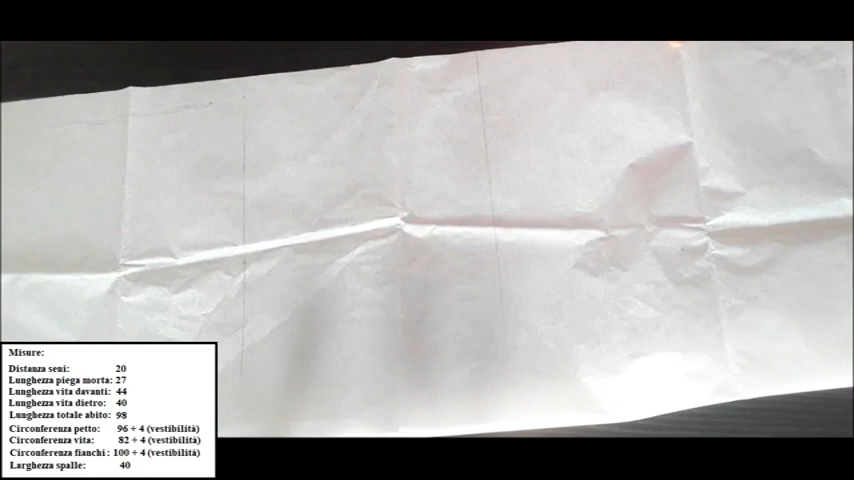 Misure:
Distanza seni: 20
Lunghezza piega morta: 27
Lunghezza vita davanti: 44
Lunghezza vita dietro: 40
Lunghezza totale abito: 98
Circonferenza petto: 96 + 4 (vestibilità)
Circonferenza vita: 82 + 4 (vestibilità)
Circonferenza fianchi: 100 + 4 (vestibilità)
Larghezza spalle: 40